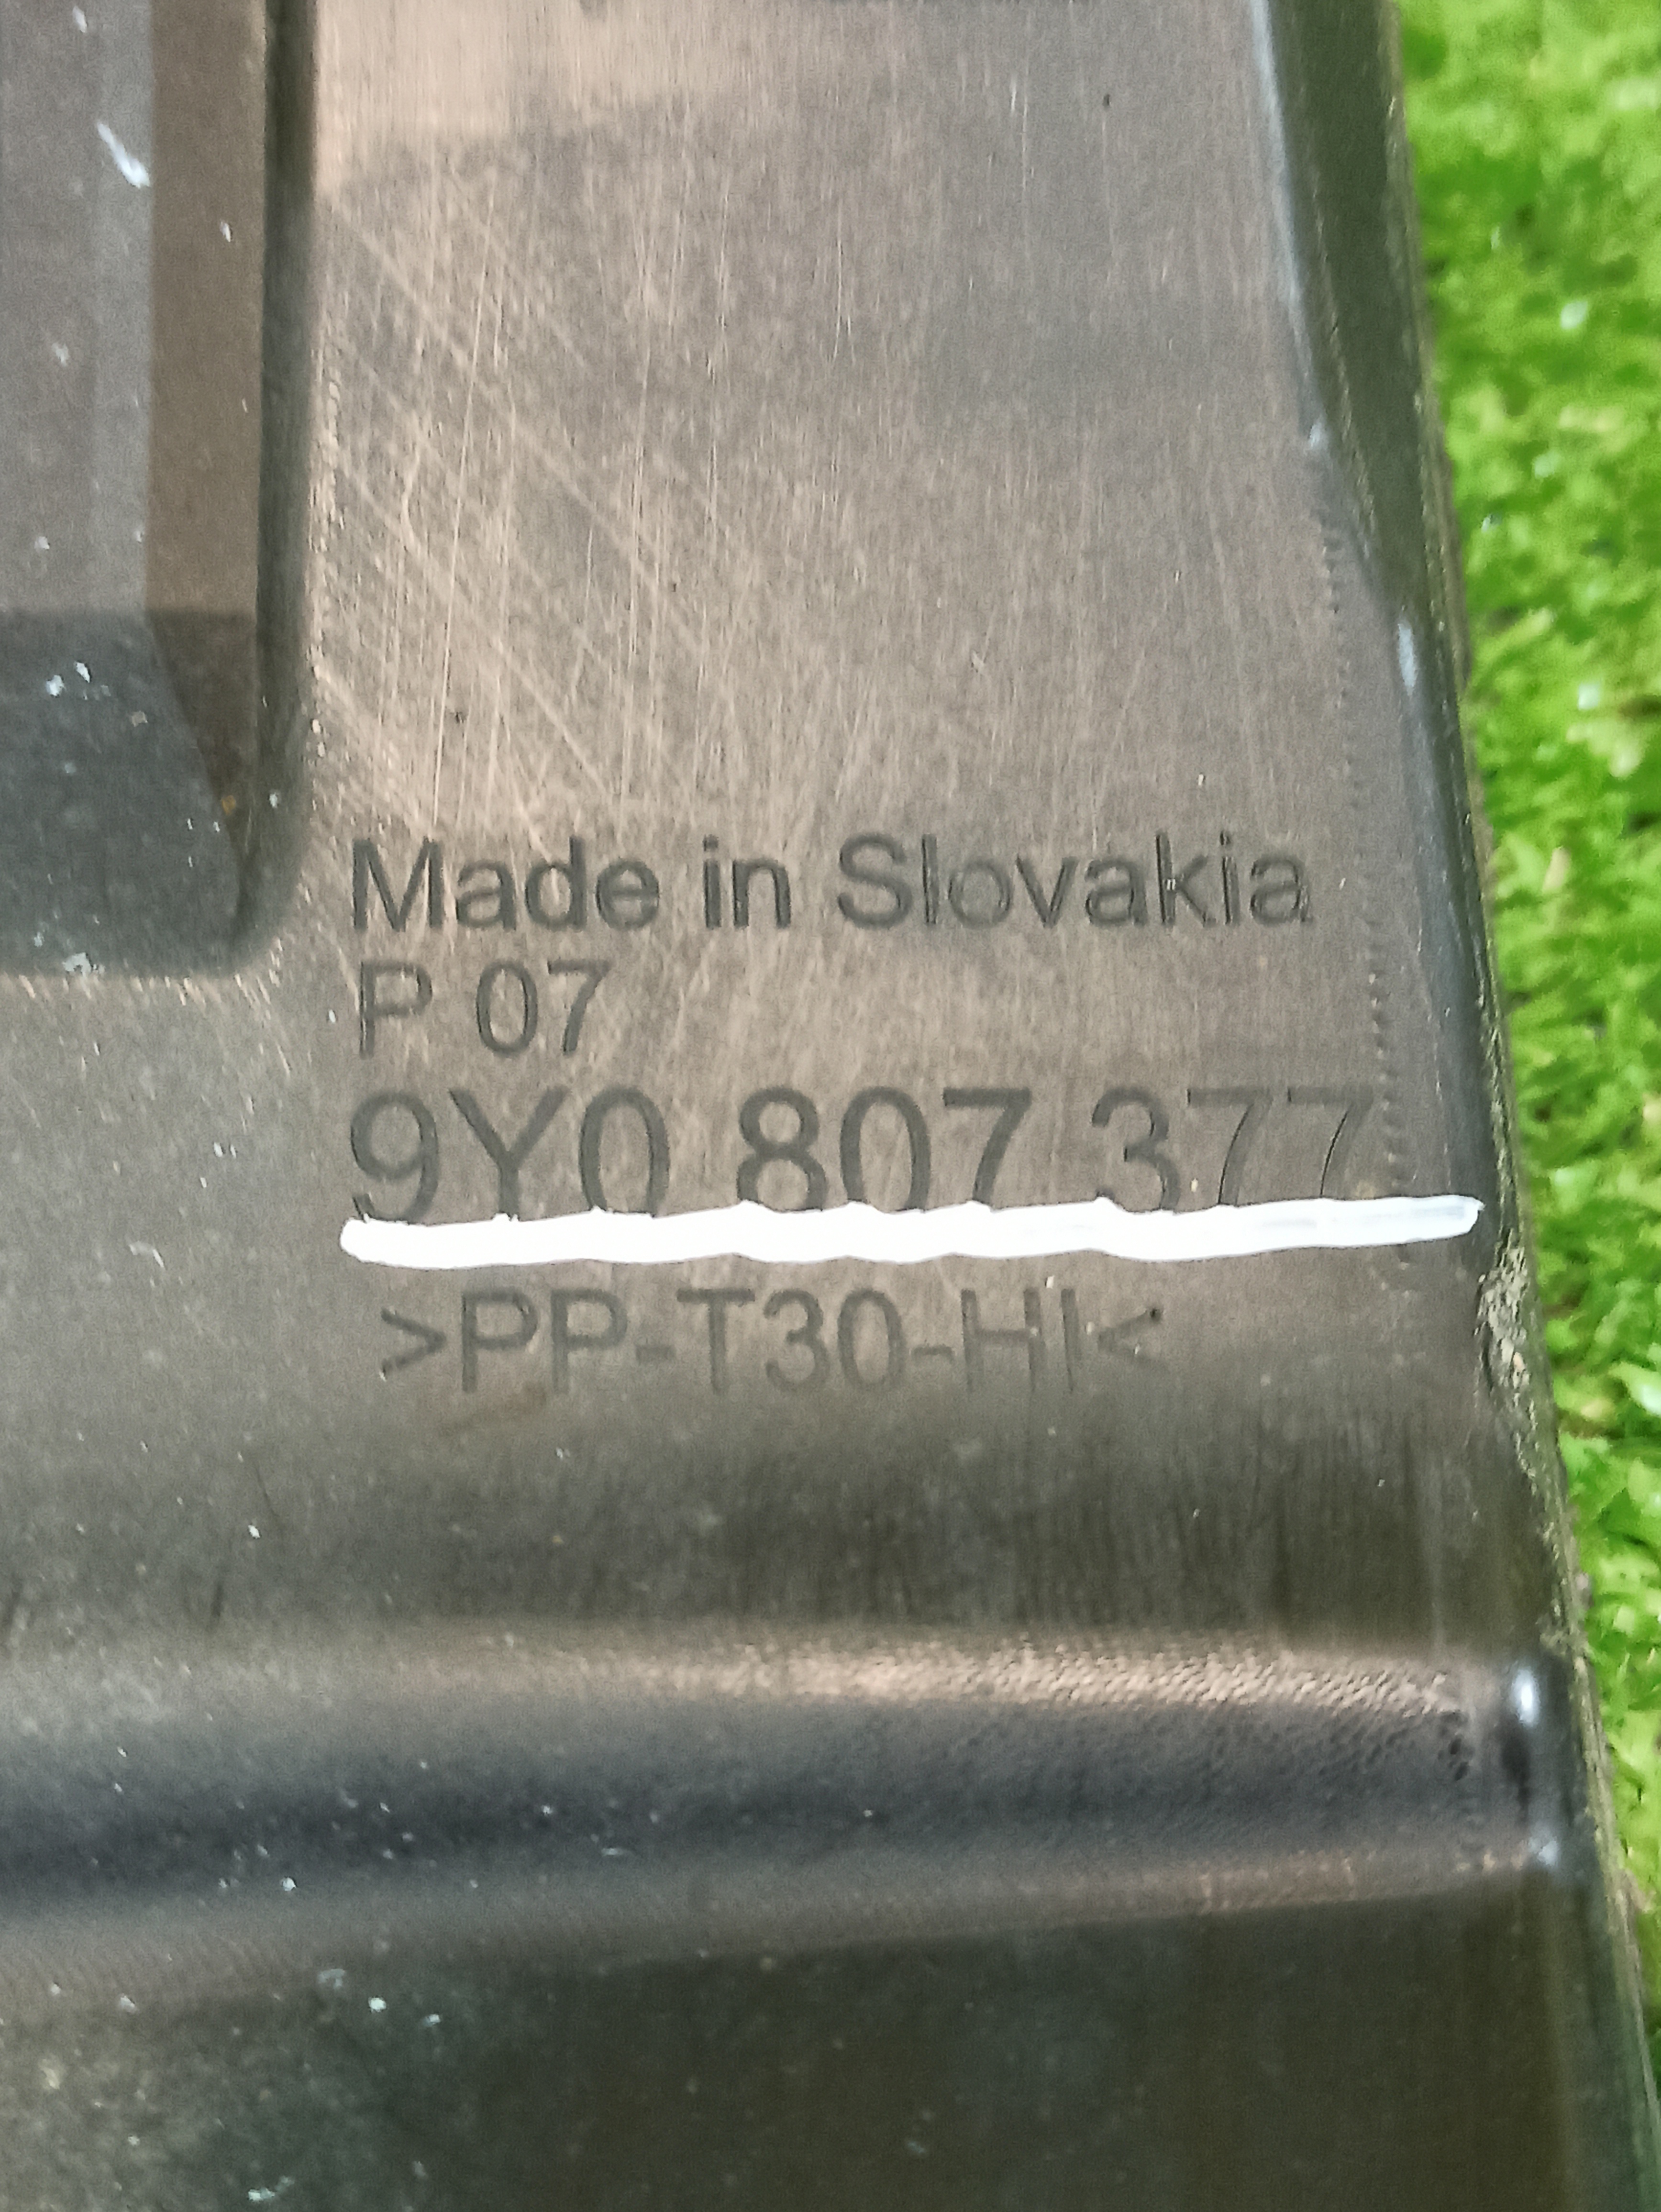 Made in Slovakia
P 07
9Y0 807 377
>PP-T30-HI<